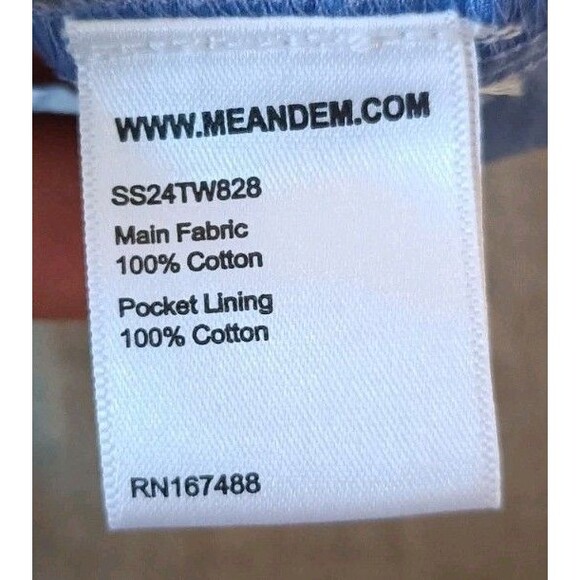 WWW.MEANDEM.COM
SS24TW828
Main Fabric
100% Cotton
Pocket Lining
100% Cotton
RN167488